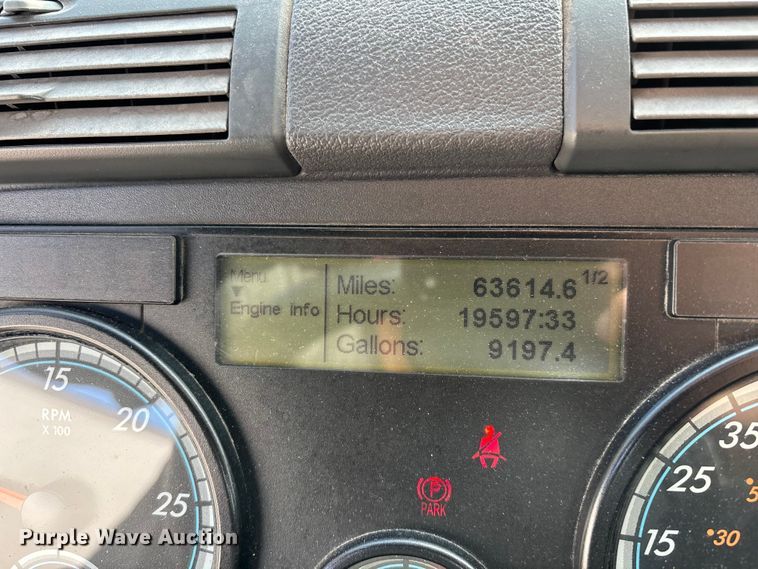 Menu
Engine info
Miles: 63614.6 1/2
Hours: 19597:33
Gallons: 9197.4
15
20
25
RPM
X 100
PARK
35
25
15
5
30
Purple Wave Auction